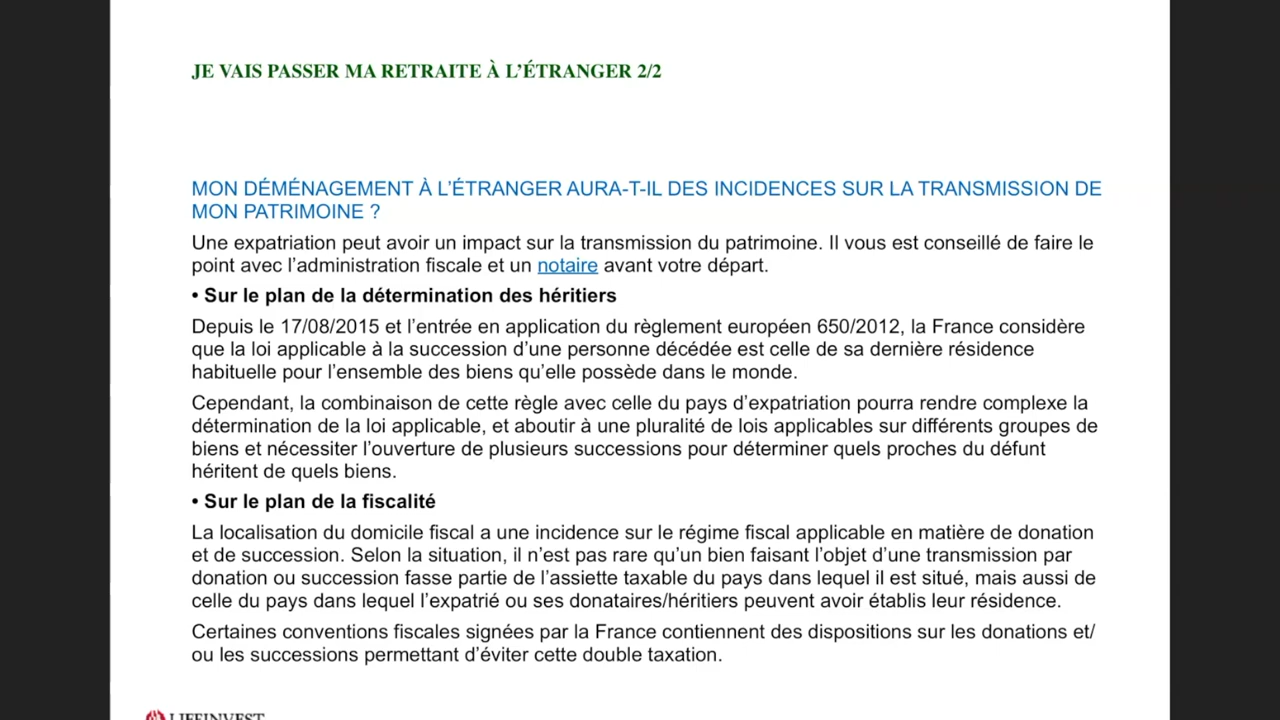 JE VAIS PASSER MA RETRAITE À L’ÉTRANGER 2/2
MON DÉMÉNAGEMENT À L’ÉTRANGER AURA-T-IL DES INCIDENCES SUR LA TRANSMISSION DE
MON PATRIMOINE ?
Une expatriation peut avoir un impact sur la transmission du patrimoine. Il vous est conseillé de faire le
point avec l’administration fiscale et un notaire avant votre départ.
• Sur le plan de la détermination des héritiers
Depuis le 17/08/2015 et l’entrée en application du règlement européen 650/2012, la France considère
que la loi applicable à la succession d’une personne décédée est celle de sa dernière résidence
habituelle pour l’ensemble des biens qu’elle possède dans le monde.
Cependant, la combinaison de cette règle avec celle du pays d’expatriation pourra rendre complexe la
détermination de la loi applicable, et aboutir à une pluralité de lois applicables sur différents groupes de
biens et nécessiter l’ouverture de plusieurs successions pour déterminer quels proches du défunt
héritent de quels biens.
• Sur le plan de la fiscalité
La localisation du domicile fiscal a une incidence sur le régime fiscal applicable en matière de donation
et de succession. Selon la situation, il n’est pas rare qu’un bien faisant l’objet d’une transmission par
donation ou succession fasse partie de l’assiette taxable du pays dans lequel il est situé, mais aussi de
celle du pays dans lequel l’expatrié ou ses donataires/héritiers peuvent avoir établis leur résidence.
Certaines conventions fiscales signées par la France contiennent des dispositions sur les donations et/
ou les successions permettant d’éviter cette double taxation.
LIFEINVEST